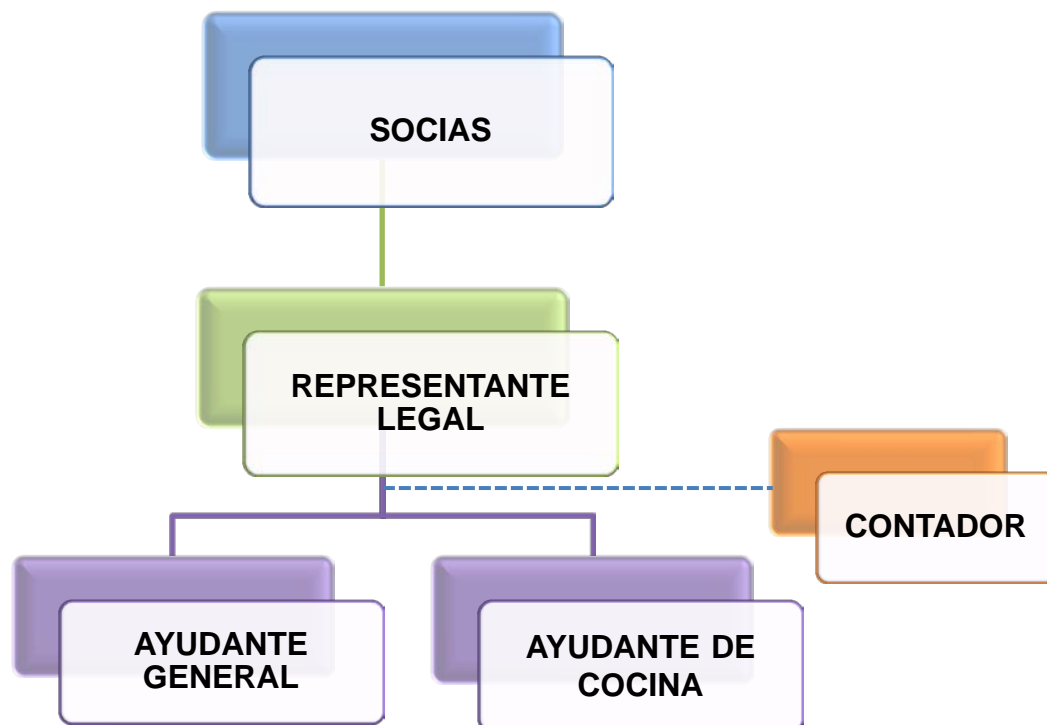 SOCIAS
REPRESENTANTE
LEGAL
CONTADOR
AYUDANTE
GENERAL
AYUDANTE DE
COCINA